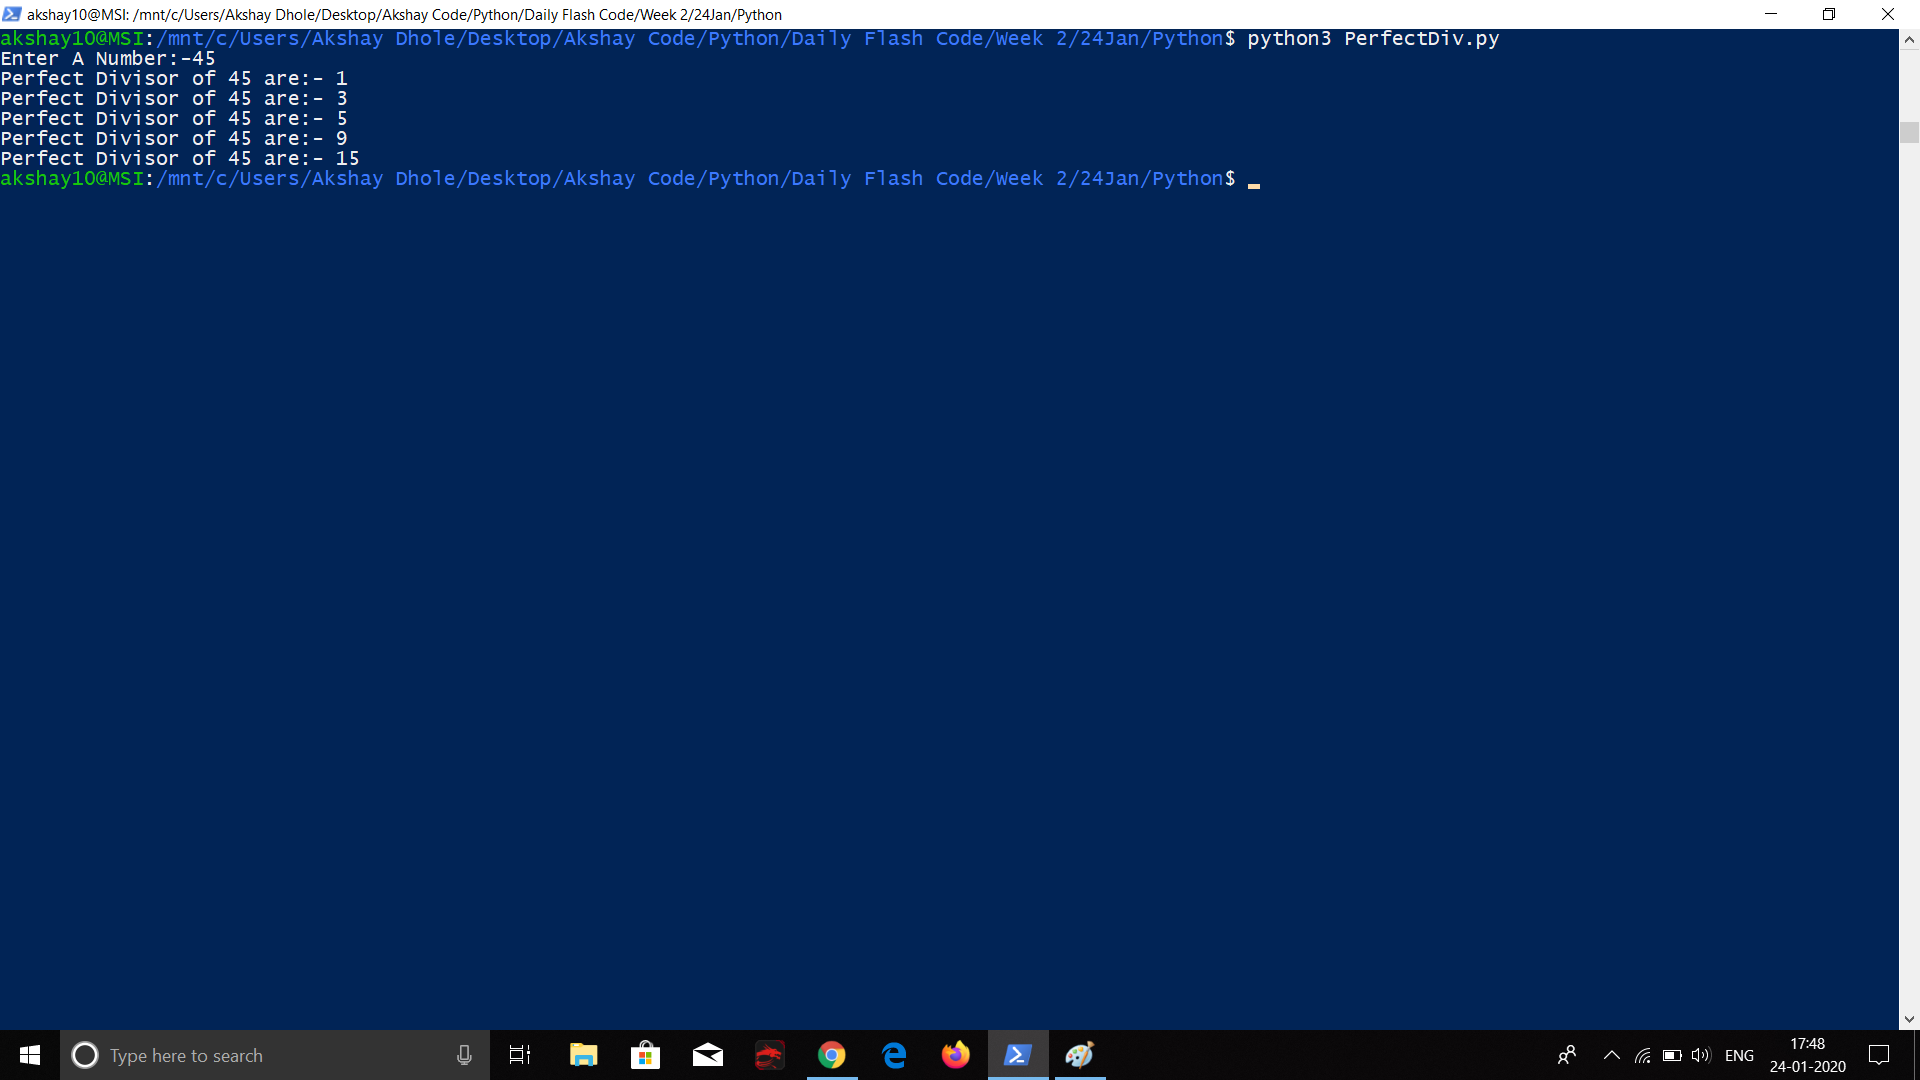 akshay10@MSI: /mnt/c/Users/Akshay Dhole/Desktop/Akshay Code/Python/Daily Flash Code/Week 2/24Jan/Python
akshay10@MSI:/mnt/c/Users/Akshay Dhole/Desktop/Akshay Code/Python/Daily Flash Code/Week 2/24Jan/Python$ python3 PerfectDiv.py
Enter A Number:-45
Perfect Divisor of 45 are:- 1
Perfect Divisor of 45 are:- 3
Perfect Divisor of 45 are:- 5
Perfect Divisor of 45 are:- 9
Perfect Divisor of 45 are:- 15
akshay10@MSI:/mnt/c/Users/Akshay Dhole/Desktop/Akshay Code/Python/Daily Flash Code/Week 2/24Jan/Python$
Type here to search
ENG
17:48
24-01-2020